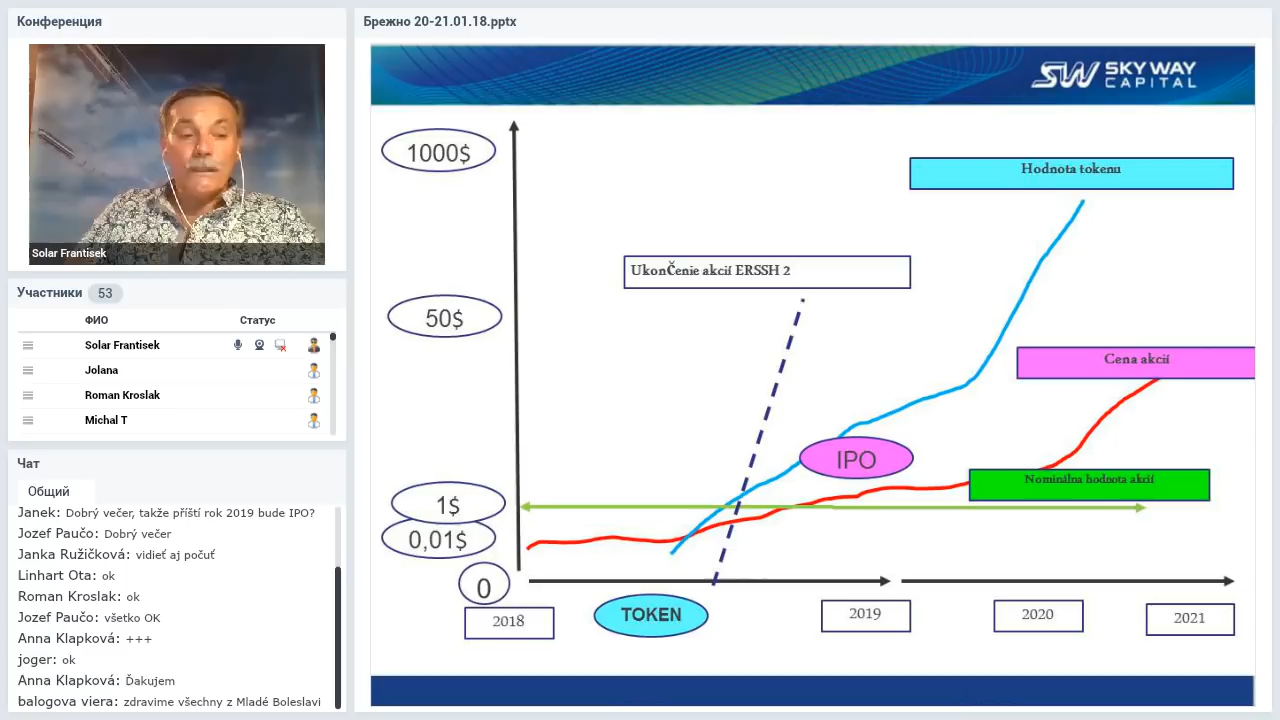 Конференция
Solar Frantisek
Участники 53
ФИО Статус
Solar Frantisek
Jolana
Roman Kroslak
Michal T
Чат
Общий
Janek: Dobrý večer, takže příští rok 2019 bude IPO?
Jozef Paučo: Dobrý večer
Janka Ružičková: vidieť aj počuť
Linhart Ota: ok
Roman Kroslak: ok
Jozef Paučo: všetko OK
Anna Klapková: +++
joger: ok
Anna Klapková: Ďakujem
balogova viera: zdravime všechny z Mladé Boleslavi
Брежно 20-21.01.18.pptx
SW SKY WAY
CAPITAL
1000$
Hodnota tokenu
UkonČenie akcií ERSSH 2
50$
Cena akcií
IPO
Nominálna hodnota akcií
1$
0,01$
0
2018
TOKEN
2019
2020
2021